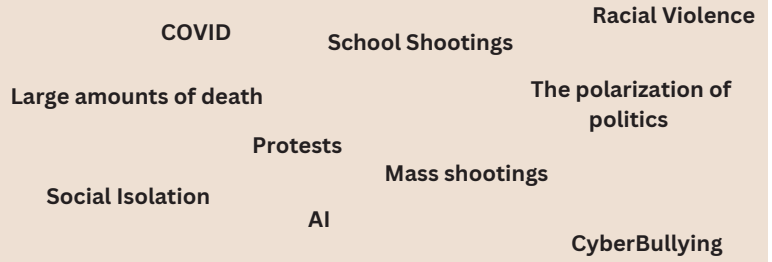 Racial Violence
COVID
School Shootings
The polarization of
politics
Large amounts of death
Protests
Mass shootings
Social Isolation
AI
CyberBullying